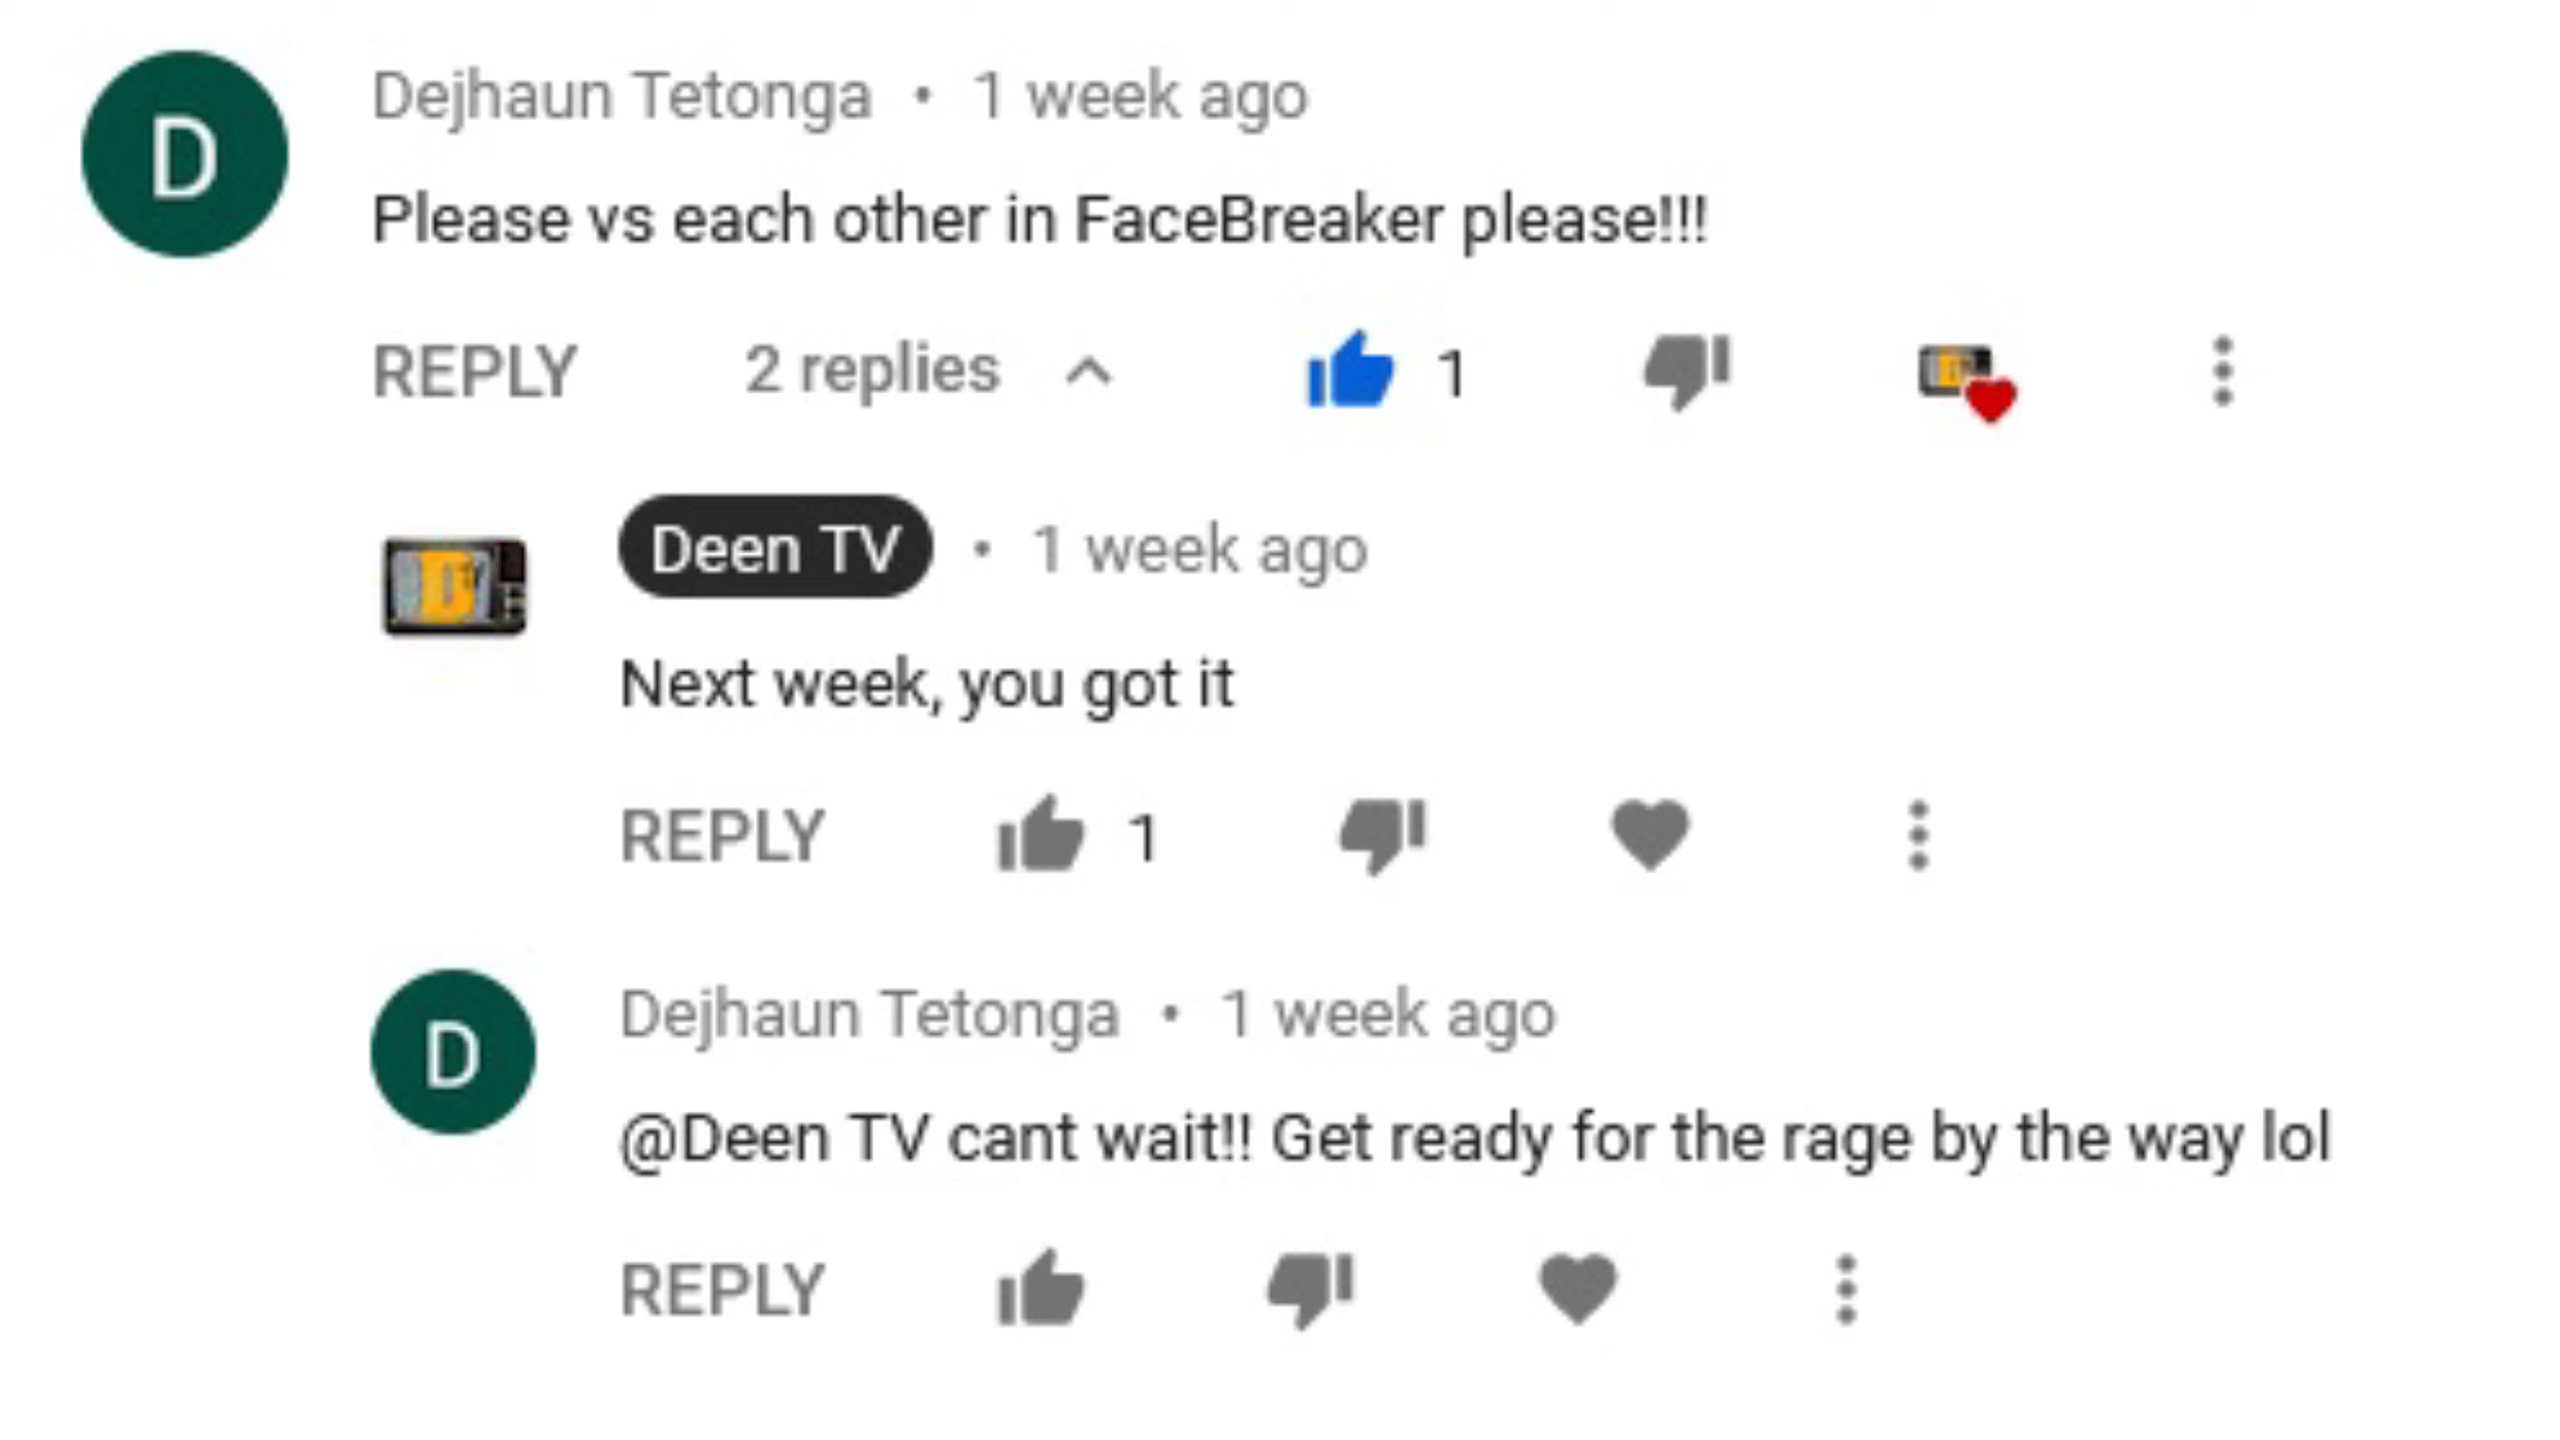 D
Dejhaun Tetonga • 1 week ago
Please vs each other in FaceBreaker please!!!
REPLY 2 replies 1
Deen TV • 1 week ago
Next week, you got it
REPLY 1
D
Dejhaun Tetonga • 1 week ago
@Deen TV cant wait!! Get ready for the rage by the way lol
REPLY